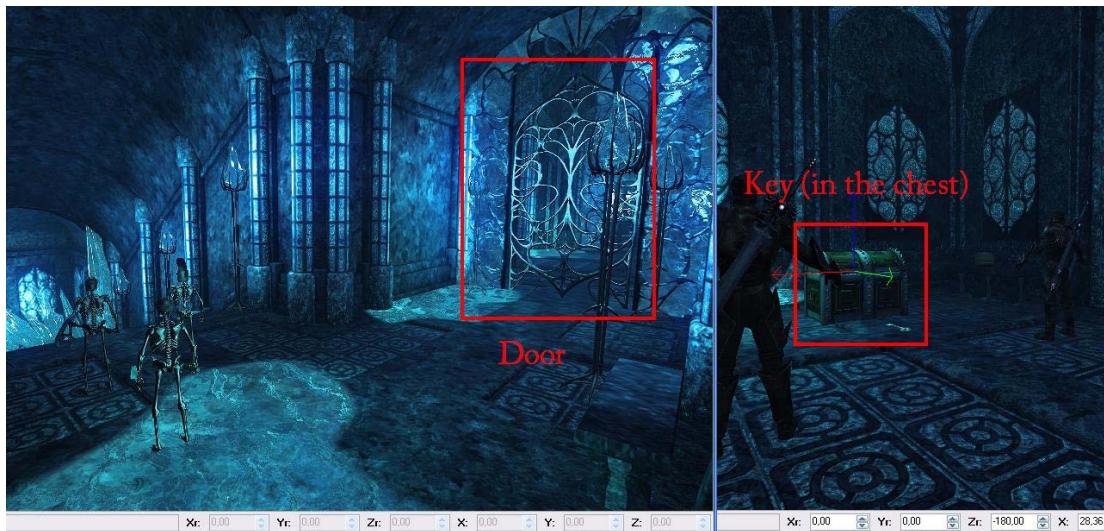 Key (in the chest)
Door
Xr: 0,00 Yr: 0,00 Zr: 0,00 X: 0,00 Y: 0,00 Z: 0,00
Xr: 0,00 Yr: 0,00 Zr: -180,00 X: 28,36